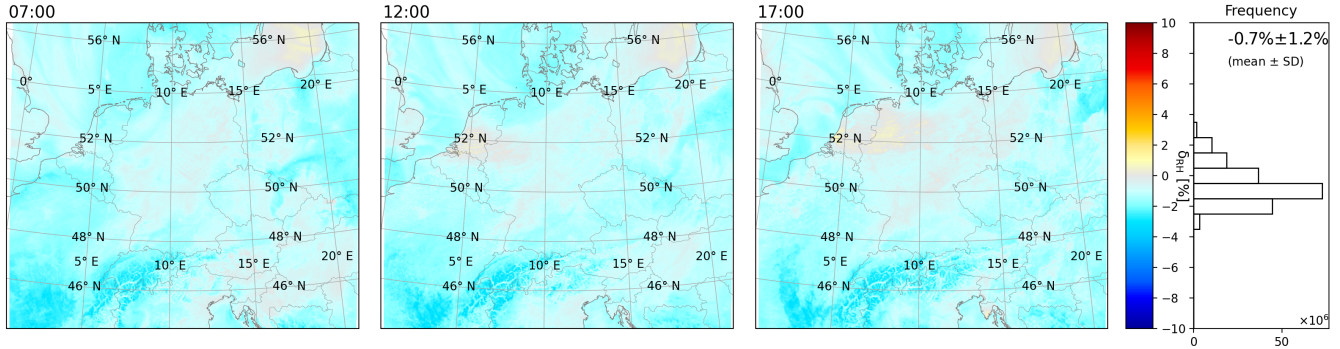 07:00
56° N
56° N
0°
5° E
10° E
15° E
20° E
52° N
52° N
50° N
50° N
48° N
48° N
5° E
10° E
15° E
20° E
46° N
46° N
12:00
56° N
56° N
0°
5° E
10° E
15° E
20° E
52° N
52° N
50° N
50° N
48° N
48° N
5° E
10° E
15° E
20° E
46° N
46° N
17:00
56° N
56° N
0°
5° E
10° E
15° E
20° E
52° N
52° N
50° N
50° N
48° N
48° N
5° E
10° E
15° E
20° E
46° N
46° N
10
8
6
4
2
0
−2
−4
−6
−8
−10
σRH [%]
Frequency
-0.7%±1.2%
(mean ± SD)
×10⁶
0
50